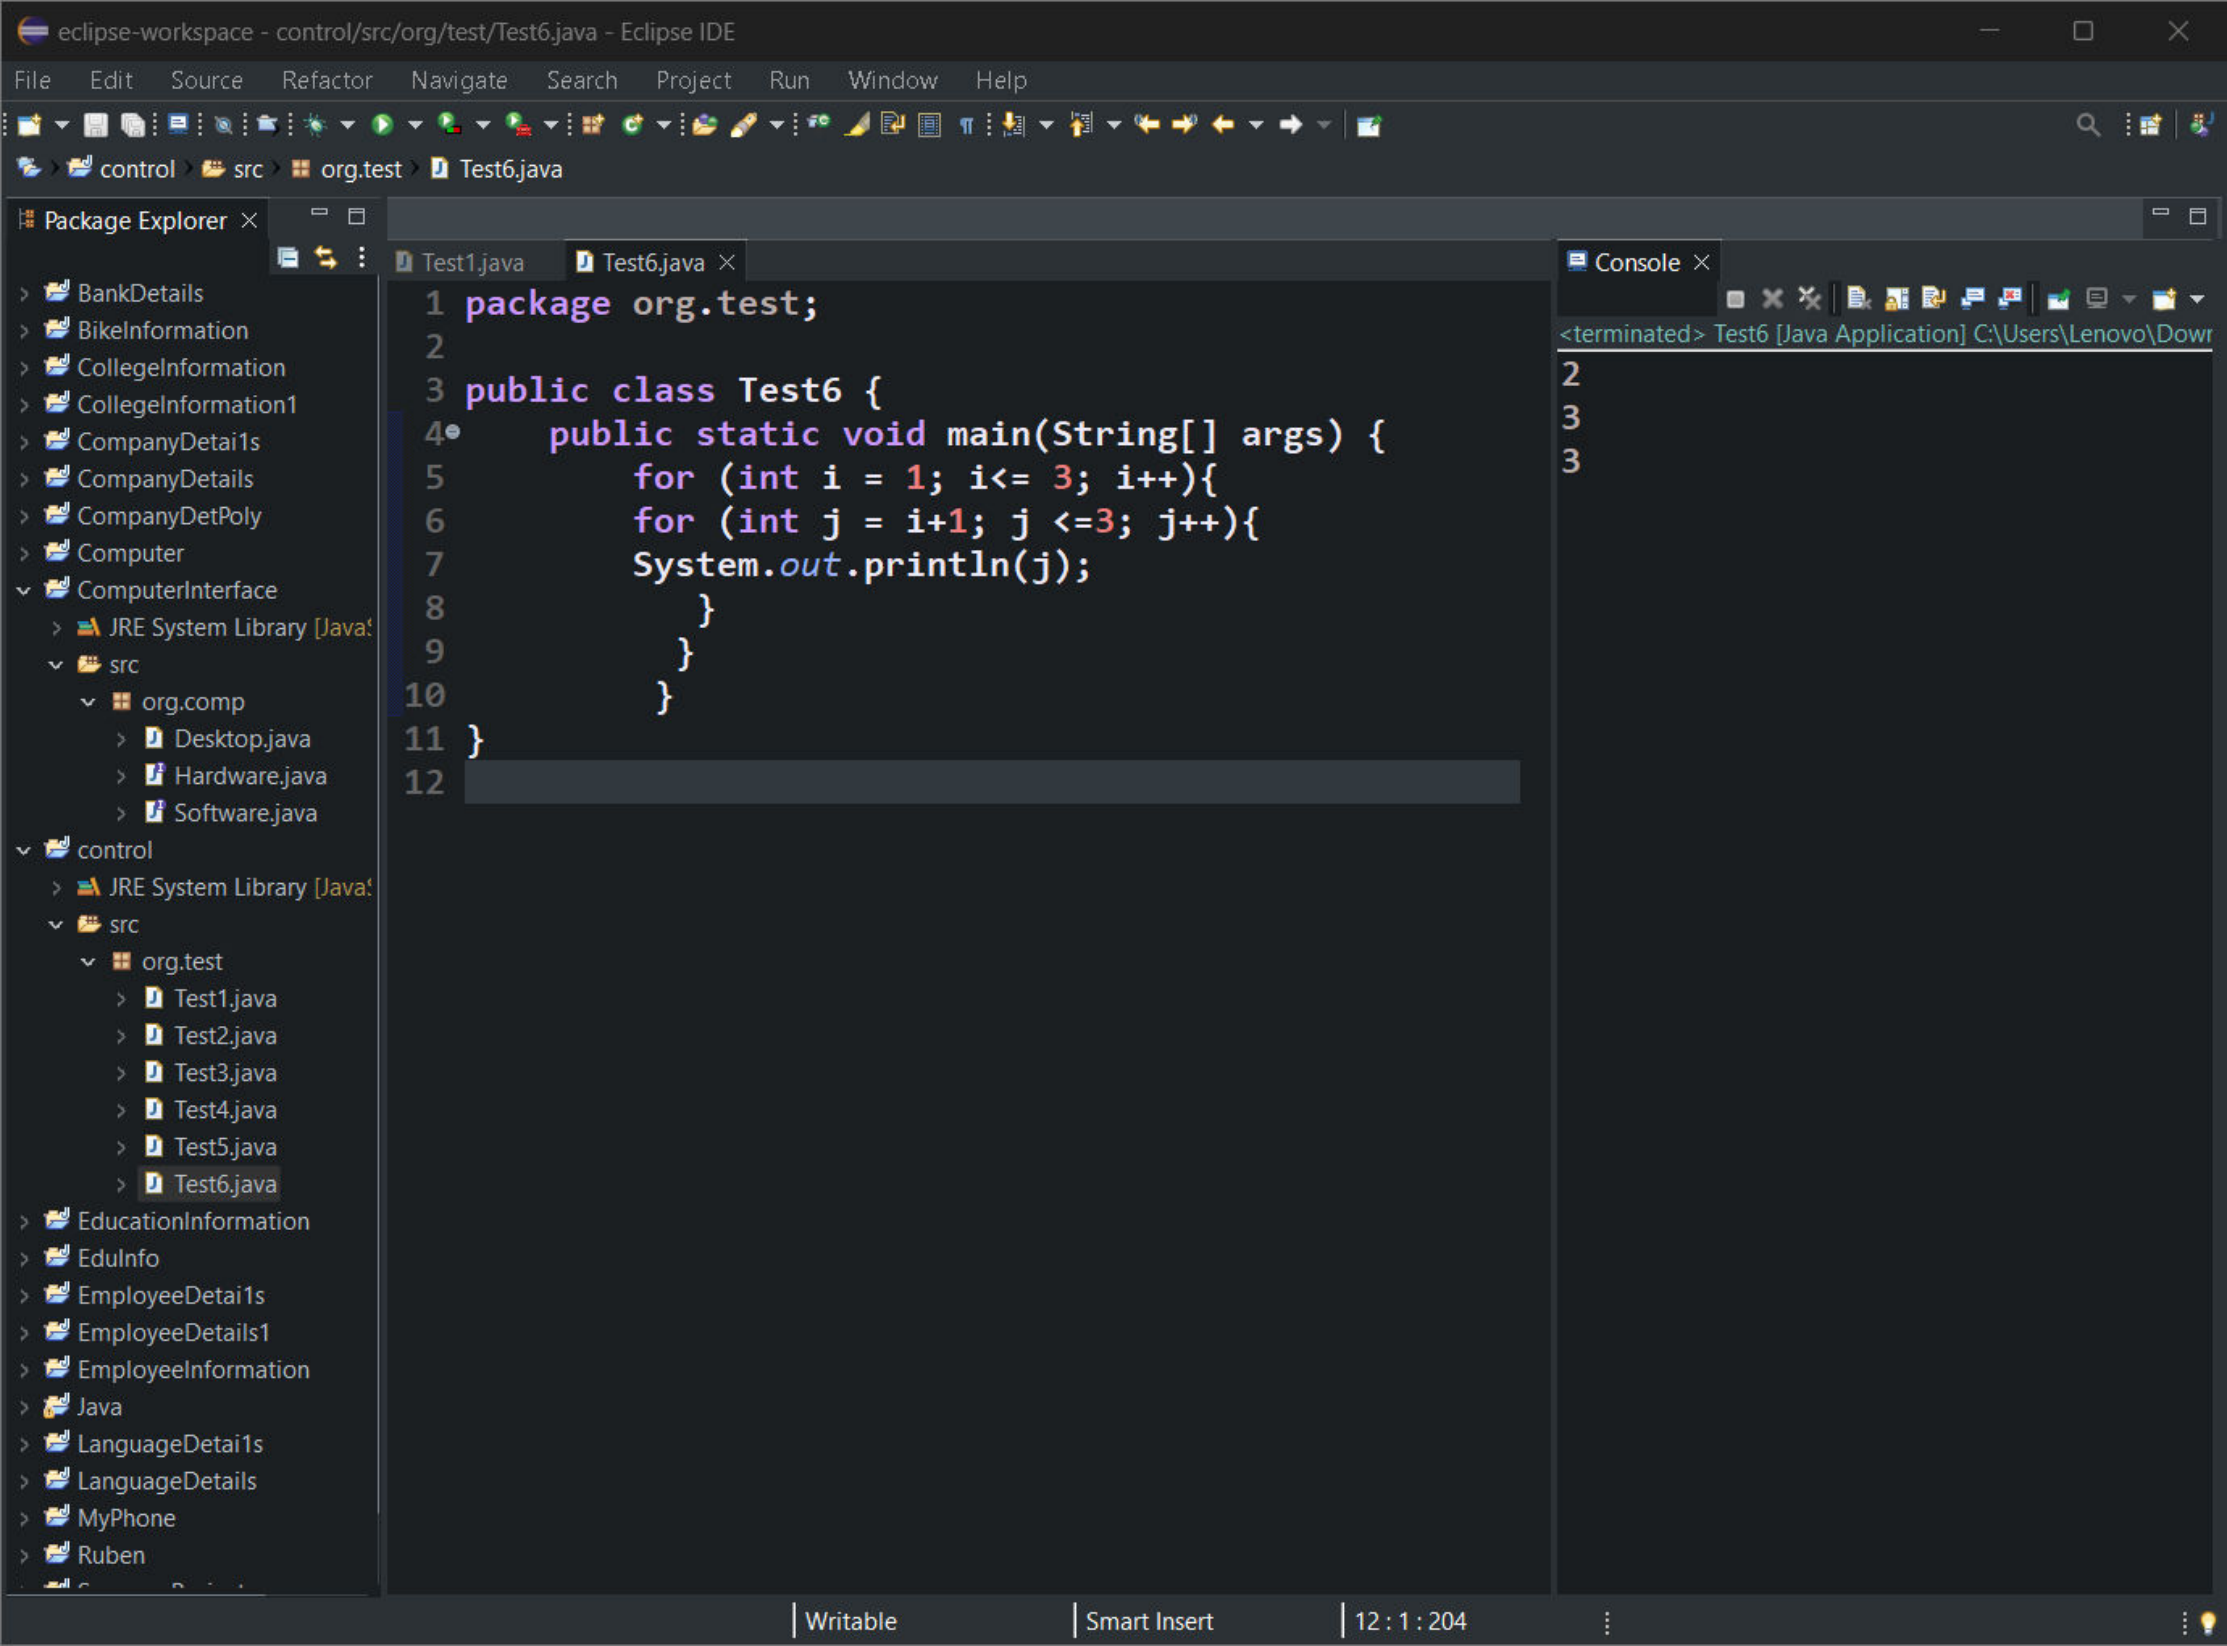 eclipse-workspace - control/src/org/test/Test6.java - Eclipse IDE
File Edit Source Refactor Navigate Search Project Run Window Help
control src org.test Test6.java
Package Explorer
BankDetails
BikeInformation
CollegeInformation
CollegeInformation1
CompanyDetai1s
CompanyDetails
CompanyDetPoly
Computer
ComputerInterface
JRE System Library [JavaS
src
org.comp
Desktop.java
Hardware.java
Software.java
control
JRE System Library [JavaS
src
org.test
Test1.java
Test2.java
Test3.java
Test4.java
Test5.java
Test6.java
EducationInformation
EduInfo
EmployeeDetai1s
EmployeeDetails1
EmployeeInformation
Java
LanguageDetai1s
LanguageDetails
MyPhone
Ruben
Test1.java Test6.java
1 package org.test;
2
3 public class Test6 {
4 public static void main(String[] args) {
5 for (int i = 1; i<= 3; i++){
6 for (int j = i+1; j <=3; j++){
7 System.out.println(j);
8 }
9 }
10 }
11 }
12
Console
<terminated> Test6 [Java Application] C:\Users\Lenovo\Dowr
2
3
3
Writable Smart Insert 12 : 1 : 204